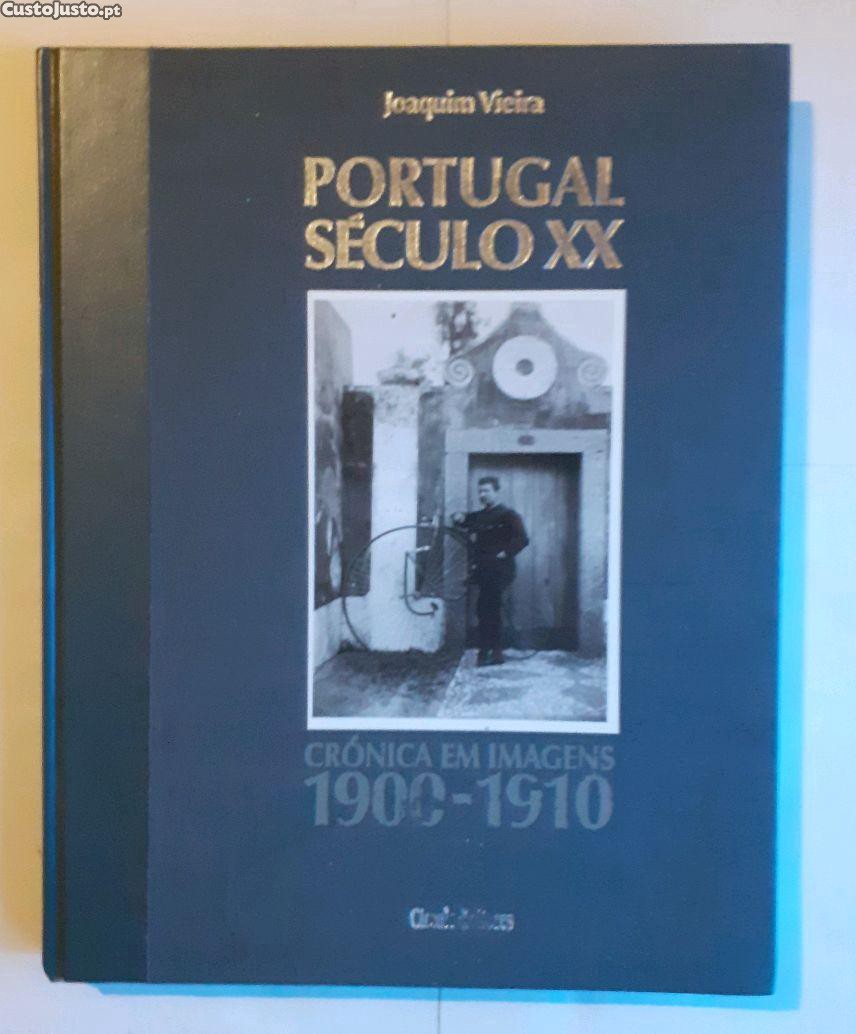 CustoJusto.pt
Joaquim Vieira
PORTUGAL
SÉCULO XX
CRÓNICA EM IMAGENS
1900-1910